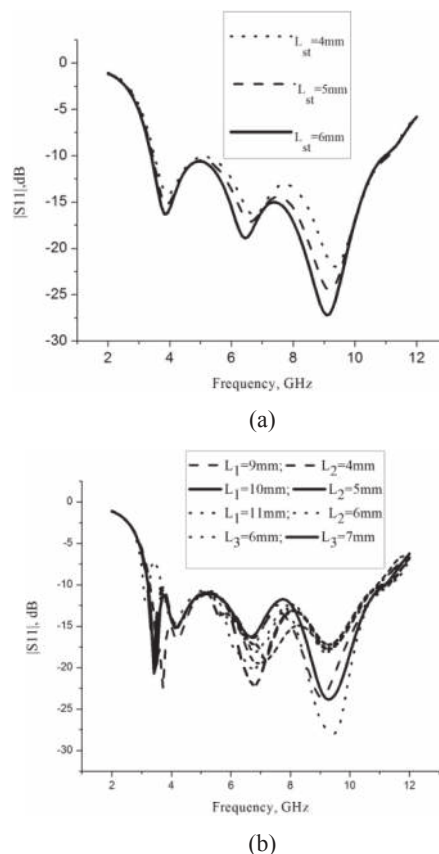 L st=4mm
L st=5mm
L st=6mm
0
-5
-10
-15
-20
-25
-30
|S11|,dB
2 4 6 8 10 12
Frequency, GHz
(a)
L1=9mm; L2=4mm
L1=10mm; L2=5mm
L1=11mm; L2=6mm
L3=6mm; L3=7mm
0
-5
-10
-15
-20
-25
-30
|S11|, dB
2 4 6 8 10 12
Frequency, GHz
(b)